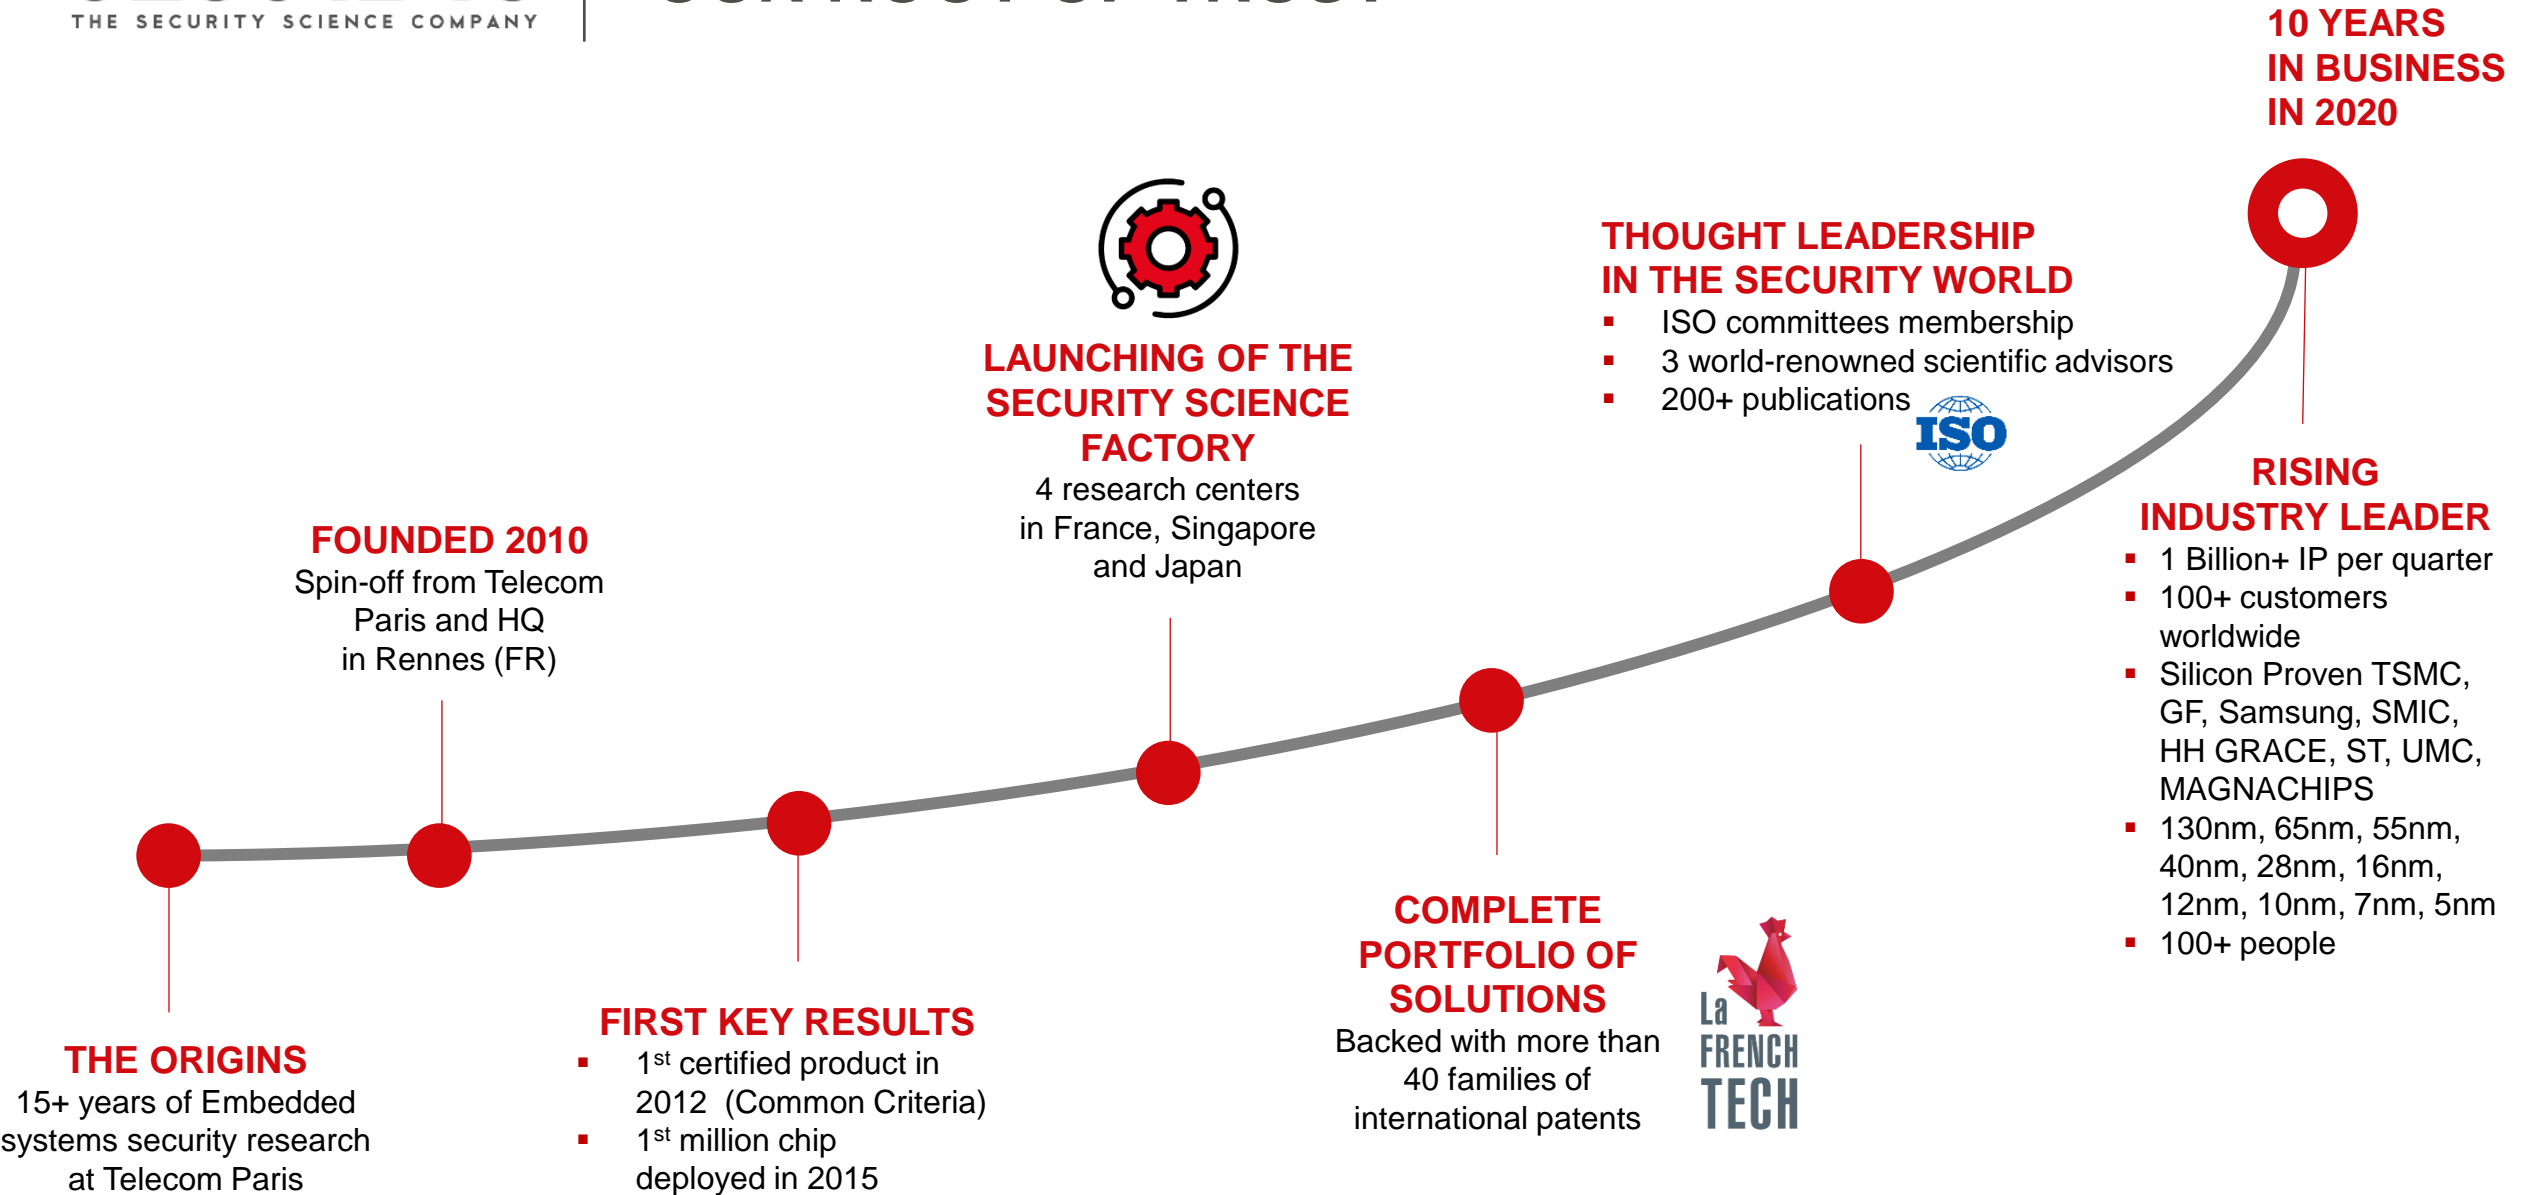 THE SECURITY SCIENCE COMPANY
10 YEARS
IN BUSINESS
IN 2020
THOUGHT LEADERSHIP
IN THE SECURITY WORLD
▪ ISO committees membership
▪ 3 world-renowned scientific advisors
▪ 200+ publications
ISO
LAUNCHING OF THE
SECURITY SCIENCE
FACTORY
4 research centers
in France, Singapore
and Japan
FOUNDED 2010
Spin-off from Telecom
Paris and HQ
in Rennes (FR)
RISING
INDUSTRY LEADER
▪ 1 Billion+ IP per quarter
▪ 100+ customers
worldwide
▪ Silicon Proven TSMC,
GF, Samsung, SMIC,
HH GRACE, ST, UMC,
MAGNACHIPS
▪ 130nm, 65nm, 55nm,
40nm, 28nm, 16nm,
12nm, 10nm, 7nm, 5nm
▪ 100+ people
COMPLETE
PORTFOLIO OF
SOLUTIONS
Backed with more than
40 families of
international patents
La
FRENCH
TECH
FIRST KEY RESULTS
▪ 1st certified product in
2012 (Common Criteria)
▪ 1st million chip
deployed in 2015
THE ORIGINS
15+ years of Embedded
systems security research
at Telecom Paris